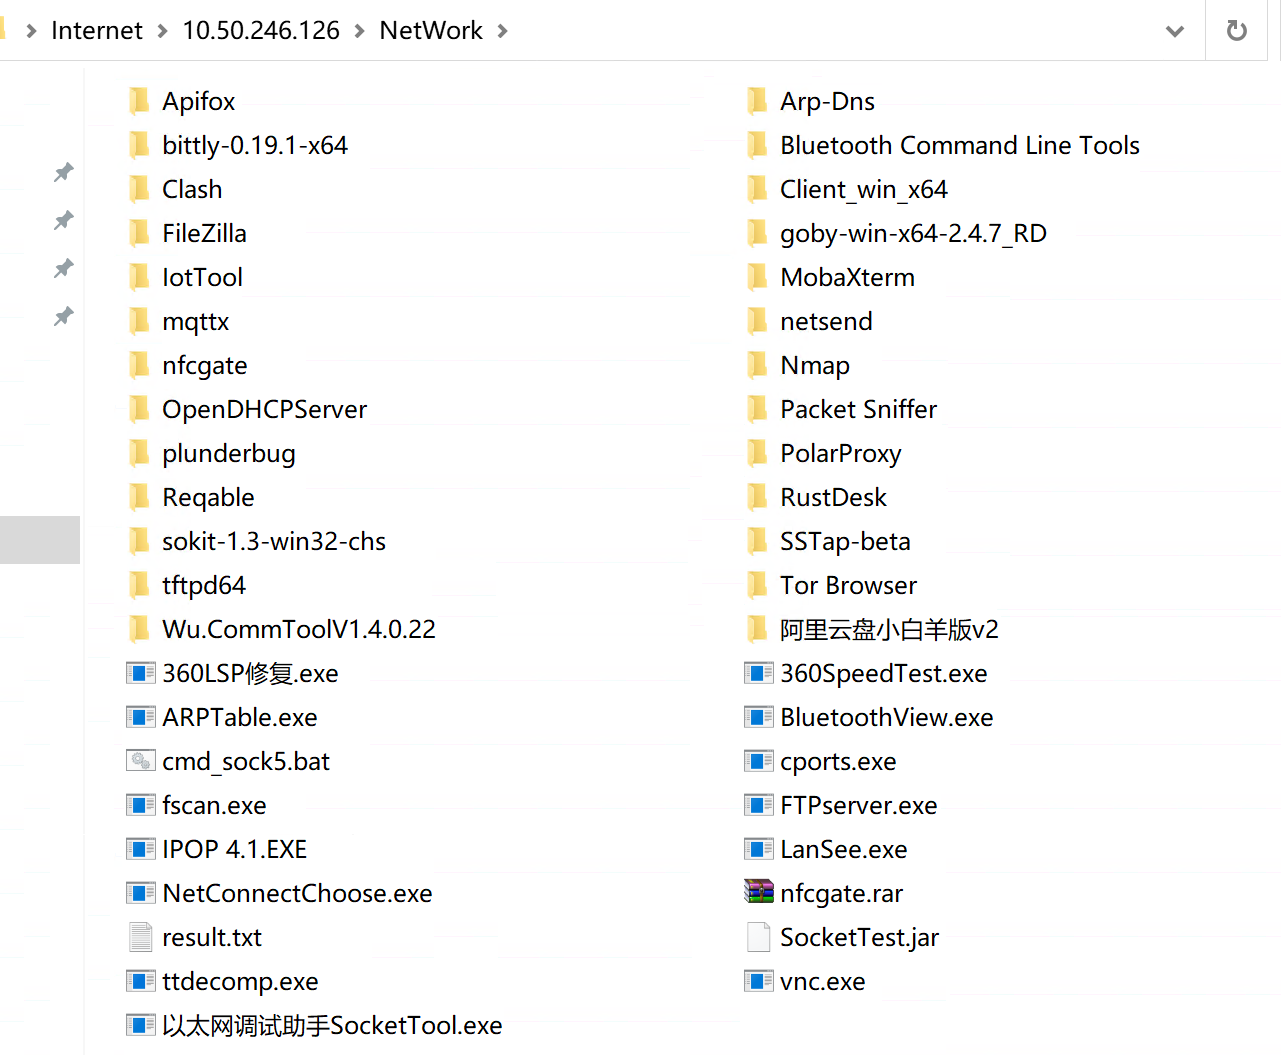 Internet > 10.50.246.126 > NetWork >
Apifox
Arp-Dns
bittly-0.19.1-x64
Bluetooth Command Line Tools
Clash
Client_win_x64
FileZilla
goby-win-x64-2.4.7_RD
IotTool
MobaXterm
mqttx
netsend
nfcgate
Nmap
OpenDHCPServer
Packet Sniffer
plunderbug
PolarProxy
Reqable
RustDesk
sokit-1.3-win32-chs
SSTap-beta
tftpd64
Tor Browser
Wu.CommToolV1.4.0.22
阿里云盘小白羊版v2
360LSP修复.exe
360SpeedTest.exe
ARPTable.exe
BluetoothView.exe
cmd_sock5.bat
cports.exe
fscan.exe
FTPserver.exe
IPOP 4.1.EXE
LanSee.exe
NetConnectChoose.exe
nfcgate.rar
result.txt
SocketTest.jar
ttdecomp.exe
vnc.exe
以太网调试助手SocketTool.exe